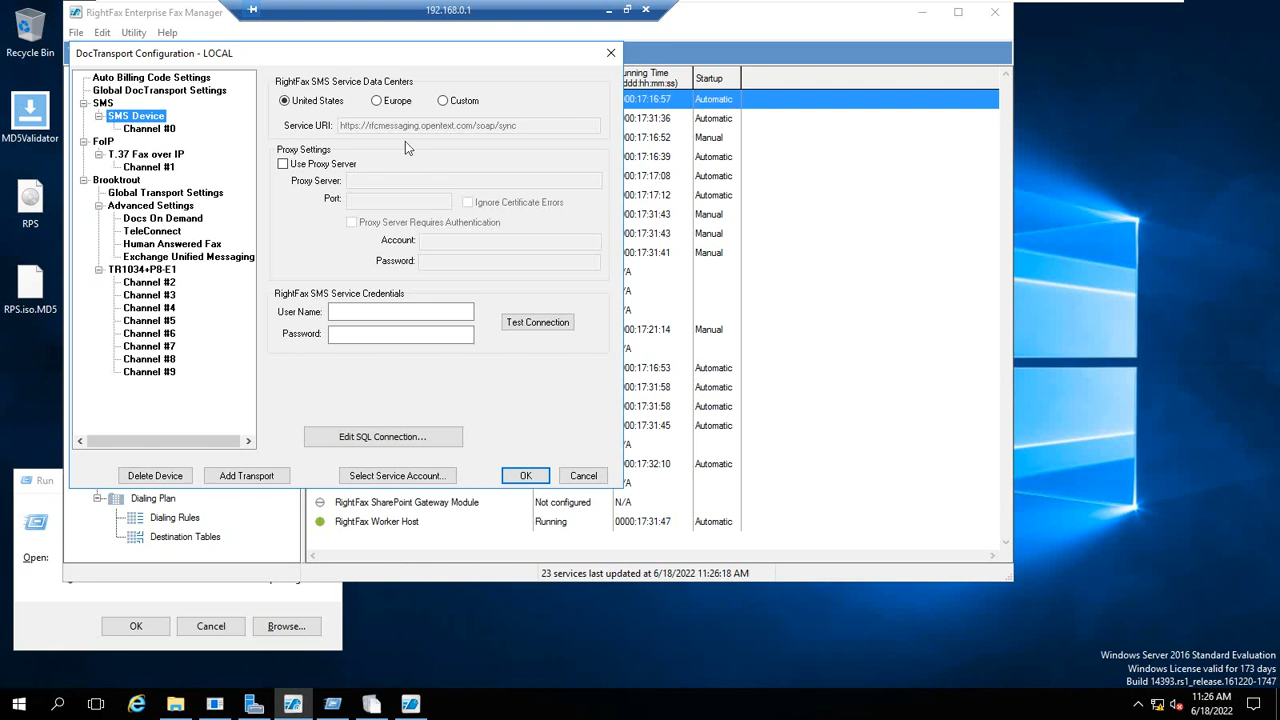 Recycle Bin
MD5Validator
RPS
RPS.iso.MD5
RightFax Enterprise Fax Manager
192.168.0.1
File Edit Utility Help
DocTransport Configuration - LOCAL
Auto Billing Code Settings
Global DocTransport Settings
SMS
SMS Device
Channel #0
FoIP
T.37 Fax over IP
Channel #1
Brooktrout
Global Transport Settings
Advanced Settings
Docs On Demand
TeleConnect
Human Answered Fax
Exchange Unified Messaging
TR1034+P8-E1
Channel #2
Channel #3
Channel #4
Channel #5
Channel #6
Channel #7
Channel #8
Channel #9
RightFax SMS Service Data Centers
United States Europe Custom
Service URI: https://rfcmessaging.opentext.com/soap/sync
Proxy Settings
Use Proxy Server
Proxy Server:
Port: Ignore Certificate Errors
Proxy Server Requires Authentication
Account:
Password:
RightFax SMS Service Credentials
User Name:
Password:
Test Connection
Edit SQL Connection...
Delete Device Add Transport Select Service Account... OK Cancel
unning Time
(ddd:hh:mm:ss) Startup
000:17:16:57 Automatic
000:17:31:36 Automatic
000:17:16:52 Manual
000:17:16:39 Automatic
000:17:17:08 Automatic
000:17:17:12 Automatic
000:17:31:43 Manual
000:17:31:43 Manual
000:17:31:41 Manual
/A
/A
/A
000:17:21:14 Manual
/A
000:17:16:53 Automatic
000:17:31:58 Automatic
000:17:31:58 Automatic
000:17:31:45 Automatic
/A
000:17:32:10 Automatic
/A
RightFax SharePoint Gateway Module Not configured N/A
RightFax Worker Host Running 0000:17:31:47 Automatic
Dialing Plan
Dialing Rules
Destination Tables
23 services last updated at 6/18/2022 11:26:18 AM
Run
Open:
OK Cancel Browse...
Windows Server 2016 Standard Evaluation
Windows License valid for 173 days
Build 14393.rs1_release.161220-1747
11:26 AM
6/18/2022